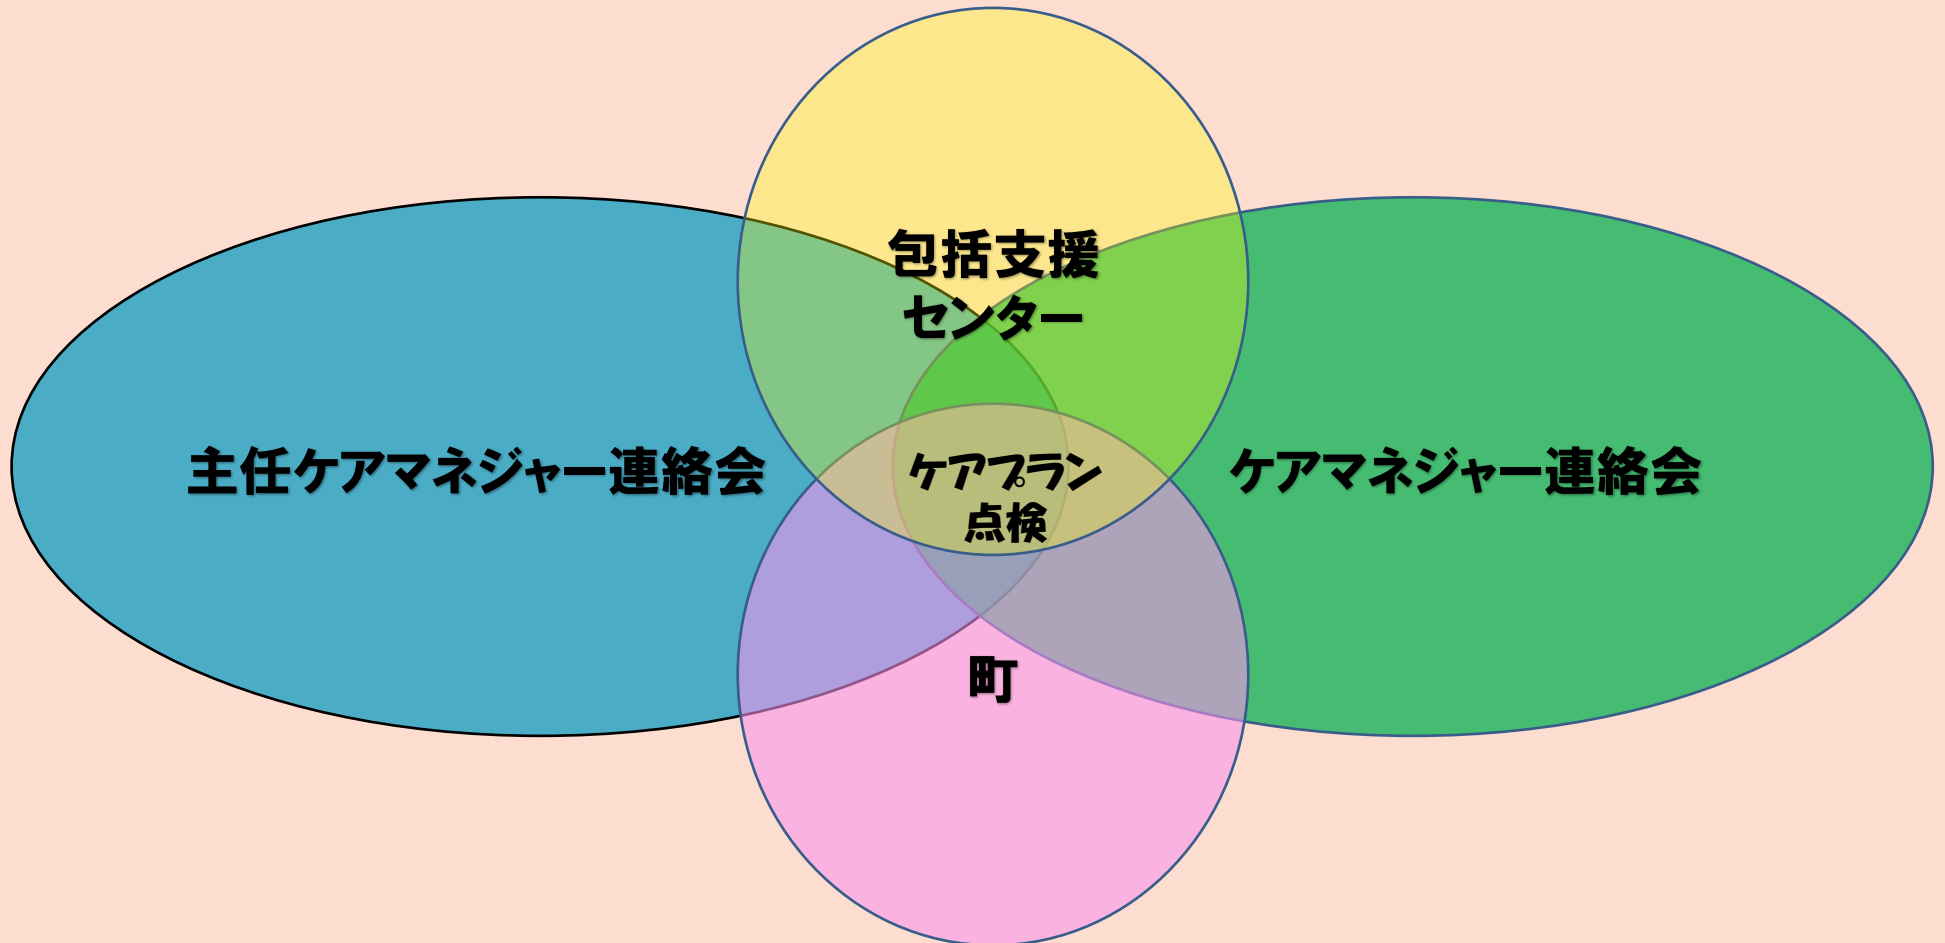 包括支援
センター
主任ケアマネジャー連絡会
ケアプラン
点検
ケアマネジャー連絡会
町